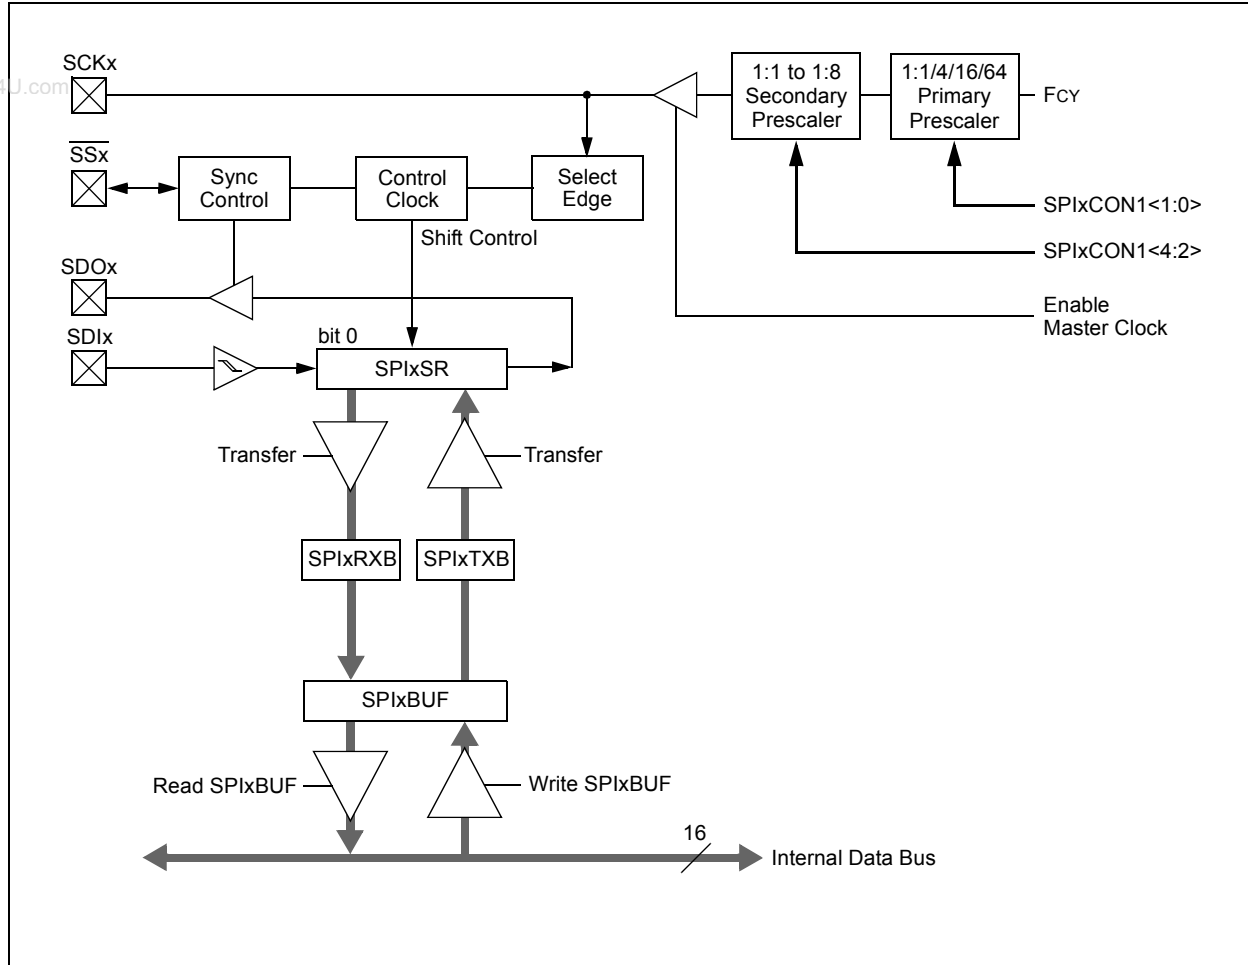 SCKx
4U.com
1:1 to 1:8
Secondary
Prescaler
1:1/4/16/64
Primary
Prescaler
FCY
SSx
Sync
Control
Control
Clock
Select
Edge
SPIxCON1<1:0>
Shift Control
SPIxCON1<4:2>
SDOx
Enable
Master Clock
SDIx
bit 0
SPIxSR
Transfer
Transfer
SPIxRXB
SPIxTXB
SPIxBUF
Read SPIxBUF
Write SPIxBUF
16
Internal Data Bus